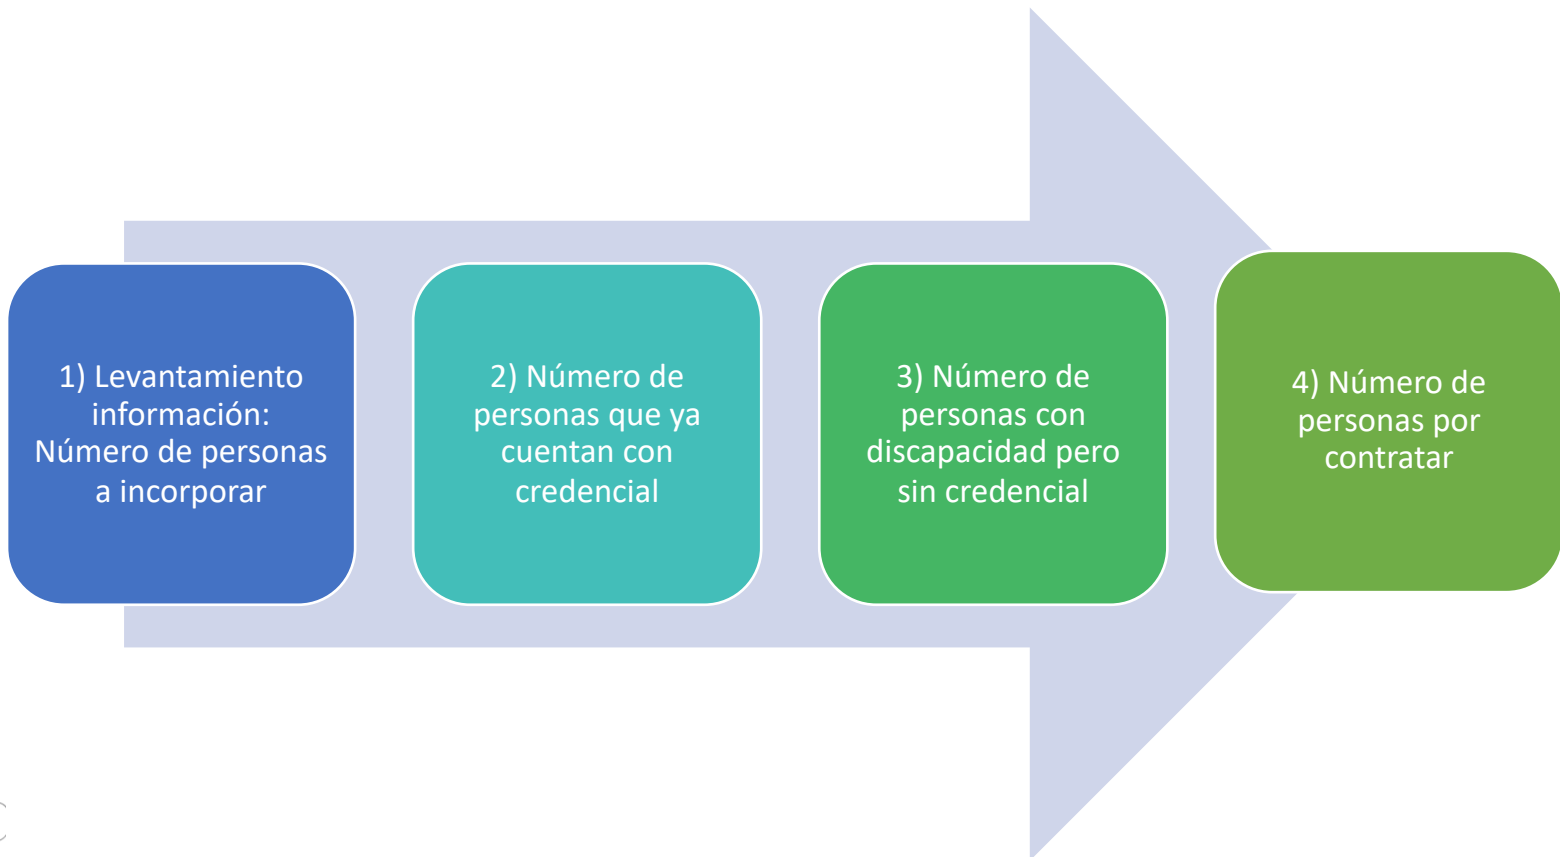 1) Levantamiento
información:
Número de personas
a incorporar
2) Número de
personas que ya
cuentan con
credencial
3) Número de
personas con
discapacidad pero
sin credencial
4) Número de
personas por
contratar